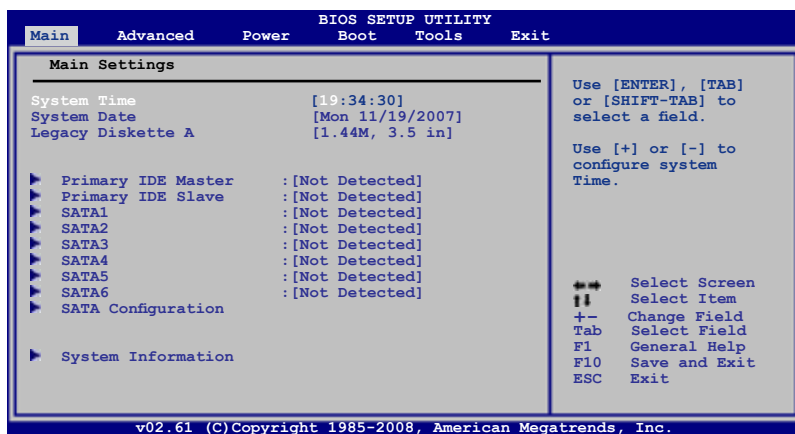 BIOS SETUP UTILITY
Main Advanced Power Boot Tools Exit
Main Settings
System Time [19:34:30]
System Date [Mon 11/19/2007]
Legacy Diskette A [1.44M, 3.5 in]
Primary IDE Master :[Not Detected]
Primary IDE Slave :[Not Detected]
SATA1 :[Not Detected]
SATA2 :[Not Detected]
SATA3 :[Not Detected]
SATA4 :[Not Detected]
SATA5 :[Not Detected]
SATA6 :[Not Detected]
SATA Configuration
System Information
Use [ENTER], [TAB]
or [SHIFT-TAB] to
select a field.
Use [+] or [-] to
configure system
Time.
←→ Select Screen
↑↓ Select Item
+- Change Field
Tab Select Field
F1 General Help
F10 Save and Exit
ESC Exit
v02.61 (C)Copyright 1985-2008, American Megatrends, Inc.